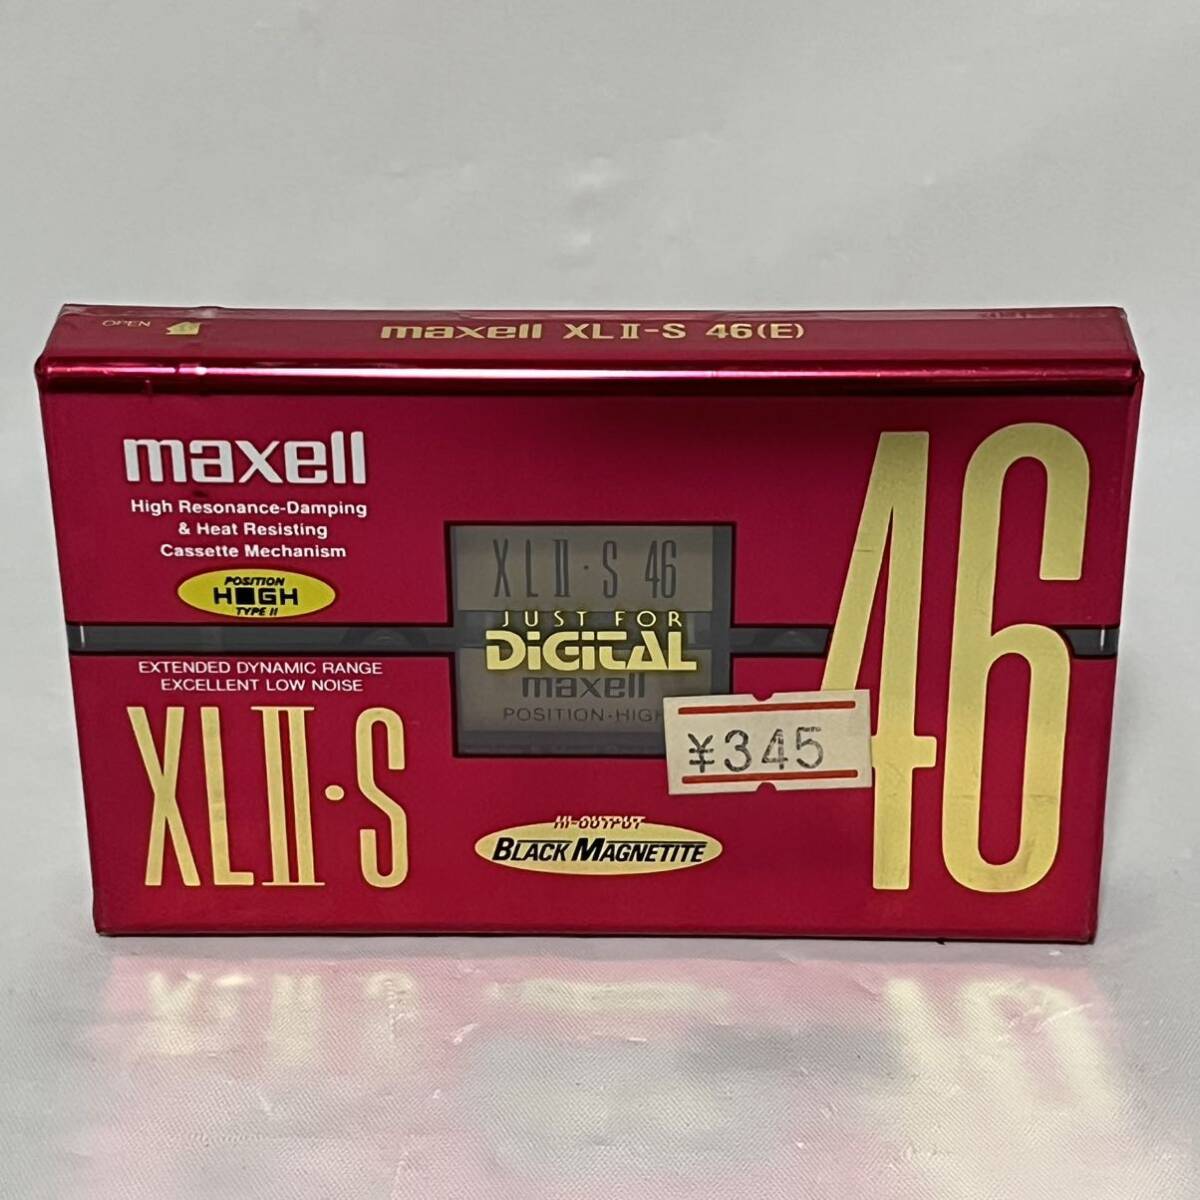 OPEN
maxell XLⅡ-S 46(E)
maxell
High Resonance-Damping
& Heat Resisting
Cassette Mechanism
POSITION
HIGH
TYPE II
EXTENDED DYNAMIC RANGE
EXCELLENT LOW NOISE
XLⅡ·S
XLⅡ·S 46
JUST FOR
DiGiTAL
maxell
POSITION·HIGH
¥345
46
HI-OUTPUT
BLACK MAGNETITE